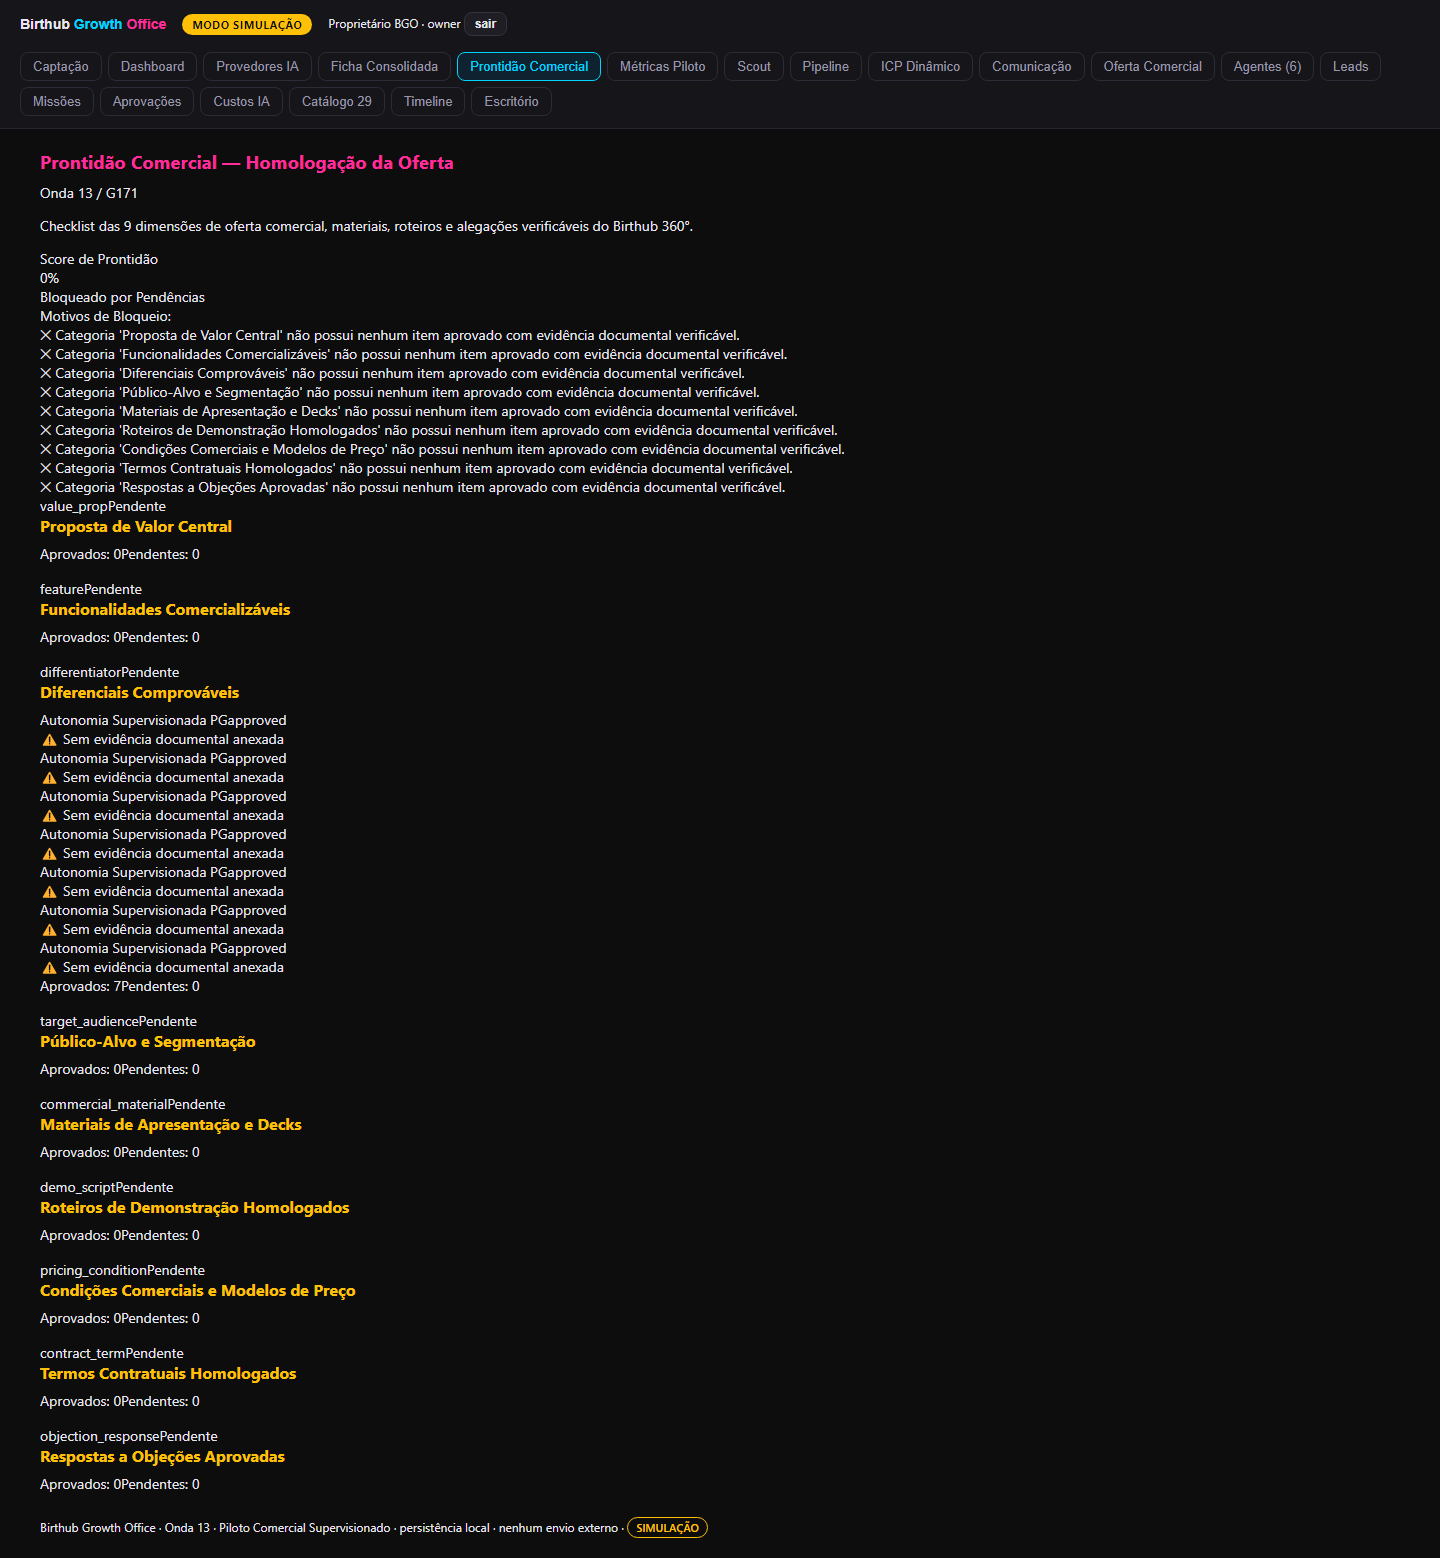 Birthub Growth Office MODO SIMULAÇÃO Proprietário BGO · owner sair
Captação Dashboard Provedores IA Ficha Consolidada Prontidão Comercial Métricas Piloto Scout Pipeline ICP Dinâmico Comunicação Oferta Comercial Agentes (6) Leads
Missões Aprovações Custos IA Catálogo 29 Timeline Escritório
Prontidão Comercial — Homologação da Oferta
Onda 13 / G171
Checklist das 9 dimensões de oferta comercial, materiais, roteiros e alegações verificáveis do Birthub 360°.
Score de Prontidão
0%
Bloqueado por Pendências
Motivos de Bloqueio:
✕ Categoria 'Proposta de Valor Central' não possui nenhum item aprovado com evidência documental verificável.
✕ Categoria 'Funcionalidades Comercializáveis' não possui nenhum item aprovado com evidência documental verificável.
✕ Categoria 'Diferenciais Comprováveis' não possui nenhum item aprovado com evidência documental verificável.
✕ Categoria 'Público-Alvo e Segmentação' não possui nenhum item aprovado com evidência documental verificável.
✕ Categoria 'Materiais de Apresentação e Decks' não possui nenhum item aprovado com evidência documental verificável.
✕ Categoria 'Roteiros de Demonstração Homologados' não possui nenhum item aprovado com evidência documental verificável.
✕ Categoria 'Condições Comerciais e Modelos de Preço' não possui nenhum item aprovado com evidência documental verificável.
✕ Categoria 'Termos Contratuais Homologados' não possui nenhum item aprovado com evidência documental verificável.
✕ Categoria 'Respostas a Objeções Aprovadas' não possui nenhum item aprovado com evidência documental verificável.
value_propPendente
Proposta de Valor Central
Aprovados: 0Pendentes: 0
featurePendente
Funcionalidades Comercializáveis
Aprovados: 0Pendentes: 0
differentiatorPendente
Diferenciais Comprováveis
Autonomia Supervisionada PGapproved
⚠ Sem evidência documental anexada
Autonomia Supervisionada PGapproved
⚠ Sem evidência documental anexada
Autonomia Supervisionada PGapproved
⚠ Sem evidência documental anexada
Autonomia Supervisionada PGapproved
⚠ Sem evidência documental anexada
Autonomia Supervisionada PGapproved
⚠ Sem evidência documental anexada
Autonomia Supervisionada PGapproved
⚠ Sem evidência documental anexada
Autonomia Supervisionada PGapproved
⚠ Sem evidência documental anexada
Aprovados: 7Pendentes: 0
target_audiencePendente
Público-Alvo e Segmentação
Aprovados: 0Pendentes: 0
commercial_materialPendente
Materiais de Apresentação e Decks
Aprovados: 0Pendentes: 0
demo_scriptPendente
Roteiros de Demonstração Homologados
Aprovados: 0Pendentes: 0
pricing_conditionPendente
Condições Comerciais e Modelos de Preço
Aprovados: 0Pendentes: 0
contract_termPendente
Termos Contratuais Homologados
Aprovados: 0Pendentes: 0
objection_responsePendente
Respostas a Objeções Aprovadas
Aprovados: 0Pendentes: 0
Birthub Growth Office · Onda 13 · Piloto Comercial Supervisionado · persistência local · nenhum envio externo · SIMULAÇÃO